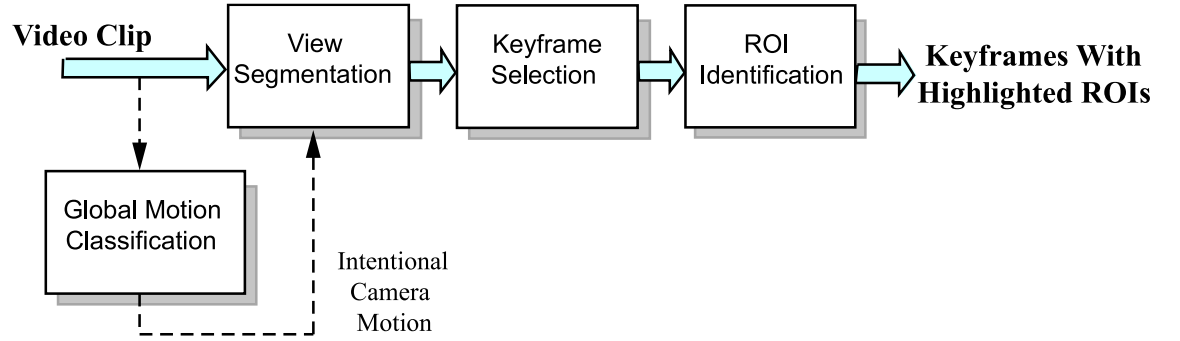 Video Clip
View
Segmentation
Keyframe
Selection
ROI
Identification
Keyframes With
Highlighted ROIs
Global Motion
Classification
Intentional
Camera
Motion